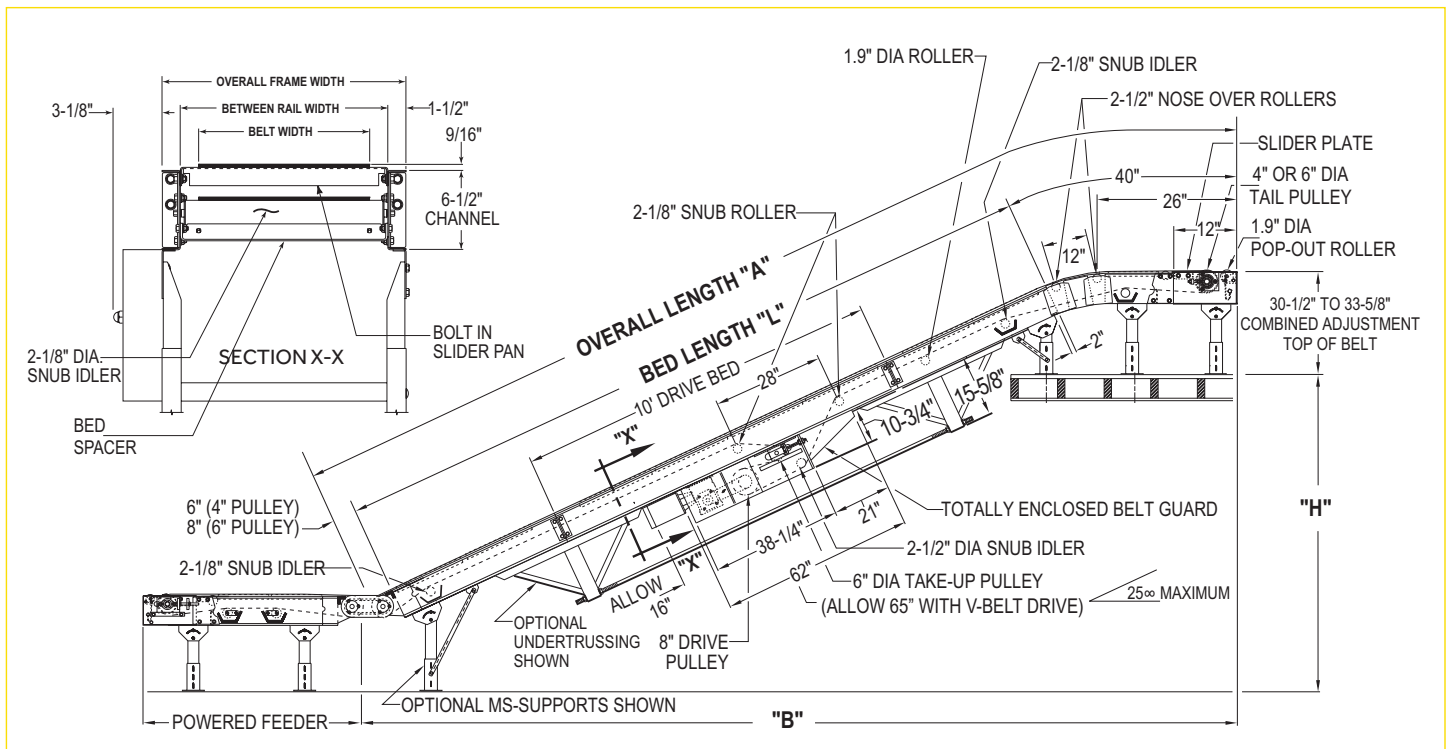 OVERALL FRAME WIDTH
3-1/8"
BETWEEN RAIL WIDTH
1-1/2"
BELT WIDTH
9/16"
6-1/2"
CHANNEL
BOLT IN
SLIDER PAN
2-1/8" DIA.
SNUB IDLER
SECTION X-X
BED
SPACER
1.9" DIA ROLLER
2-1/8" SNUB IDLER
2-1/2" NOSE OVER ROLLERS
SLIDER PLATE
4" OR 6" DIA
TAIL PULLEY
1.9" DIA
POP-OUT ROLLER
40"
26"
12"
12"
2-1/8" SNUB ROLLER
OVERALL LENGTH "A"
BED LENGTH "L"
10' DRIVE BED
28"
"X"
30-1/2" TO 33-5/8"
COMBINED ADJUSTMENT
TOP OF BELT
2"
15-5/8"
10-3/4"
6" (4" PULLEY)
8" (6" PULLEY)
TOTALLY ENCLOSED BELT GUARD
"H"
21"
38-1/4"
62"
"X"
ALLOW
16"
2-1/2" DIA SNUB IDLER
2-1/8" SNUB IDLER
6" DIA TAKE-UP PULLEY
(ALLOW 65" WITH V-BELT DRIVE)
25∞ MAXIMUM
OPTIONAL
UNDERTRUSSING
SHOWN
8" DRIVE
PULLEY
OPTIONAL MS-SUPPORTS SHOWN
POWERED FEEDER
"B"